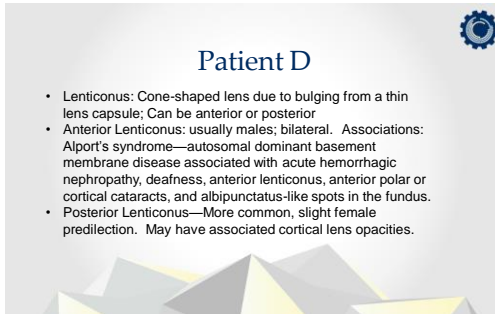 Patient D
• Lenticonus: Cone-shaped lens due to bulging from a thin
lens capsule; Can be anterior or posterior
• Anterior Lenticonus: usually males; bilateral.  Associations:
Alport's syndrome—autosomal dominant basement
membrane disease associated with acute hemorrhagic
nephropathy, deafness, anterior lenticonus, anterior polar or
cortical cataracts, and albipunctatus-like spots in the fundus.
• Posterior Lenticonus—More common, slight female
predilection.  May have associated cortical lens opacities.